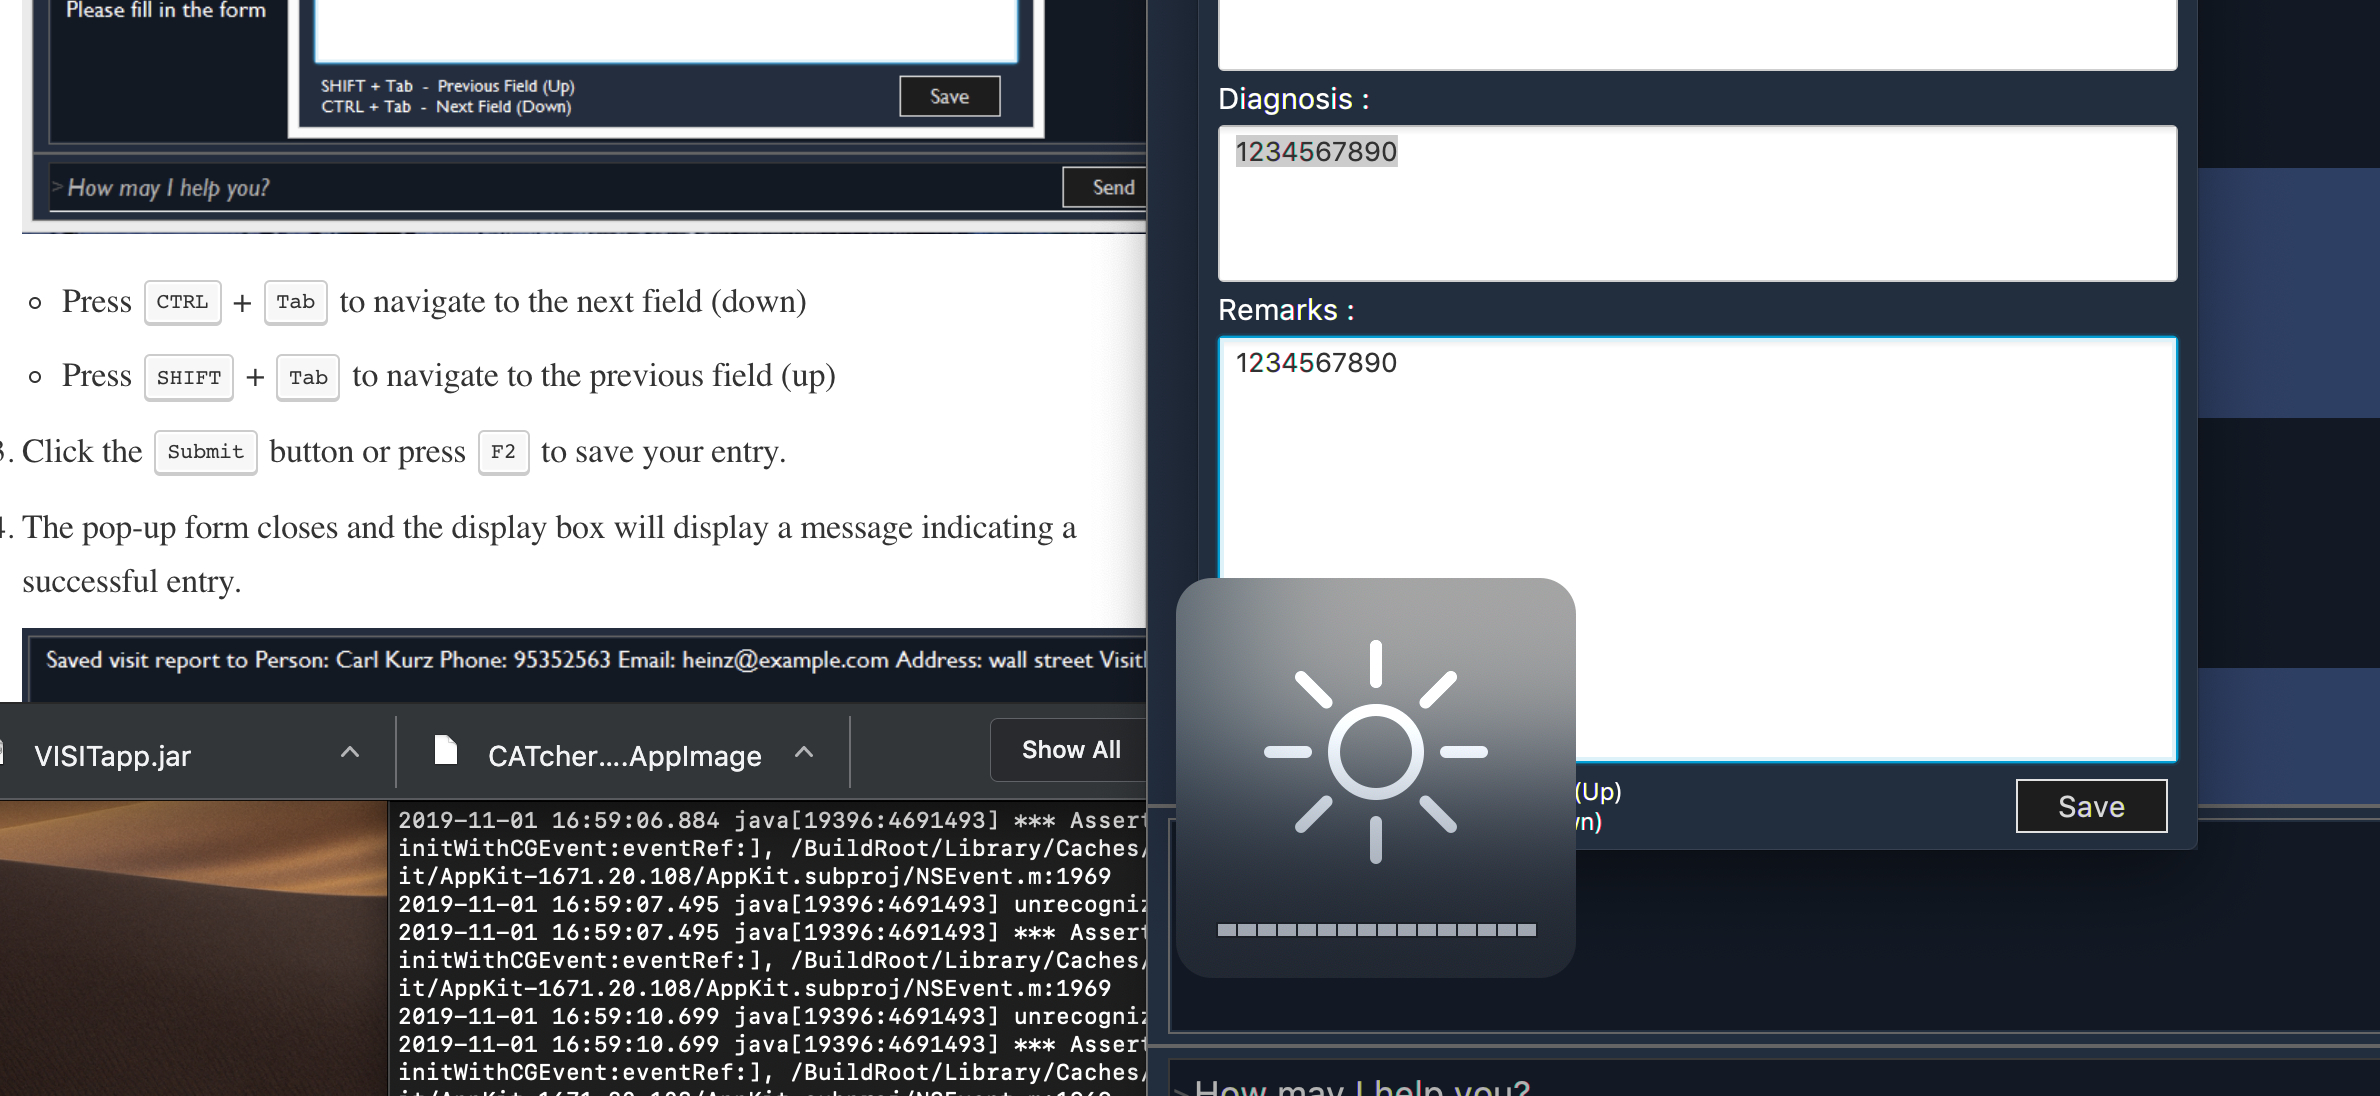 Please fill in the form
SHIFT + Tab - Previous Field (Up)
CTRL + Tab - Next Field (Down)
Save
>How may I help you?
Send
Press CTRL + Tab to navigate to the next field (down)
Press SHIFT + Tab to navigate to the previous field (up)
3. Click the Submit button or press F2 to save your entry.
4. The pop-up form closes and the display box will display a message indicating a
successful entry.
Saved visit report to Person: Carl Kurz Phone: 95352563 Email: heinz@example.com Address: wall street
VISITapp.jar
CATcher....AppImage
Show All
2019-11-01 16:59:06.884 java[19396:4691493] *** Assert
initWithCGEvent:eventRef:], /BuildRoot/Library/Caches/
it/AppKit-1671.20.108/AppKit.subproj/NSEvent.m:1969
2019-11-01 16:59:07.495 java[19396:4691493] unrecogniz
2019-11-01 16:59:07.495 java[19396:4691493] *** Assert
initWithCGEvent:eventRef:], /BuildRoot/Library/Caches/
it/AppKit-1671.20.108/AppKit.subproj/NSEvent.m:1969
2019-11-01 16:59:10.699 java[19396:4691493] unrecogniz
2019-11-01 16:59:10.699 java[19396:4691493] *** Assert
initWithCGEvent:eventRef:], /BuildRoot/Library/Caches/
Diagnosis :
1234567890
Remarks :
1234567890
(Up)
wn)
Save
>How may I help you?